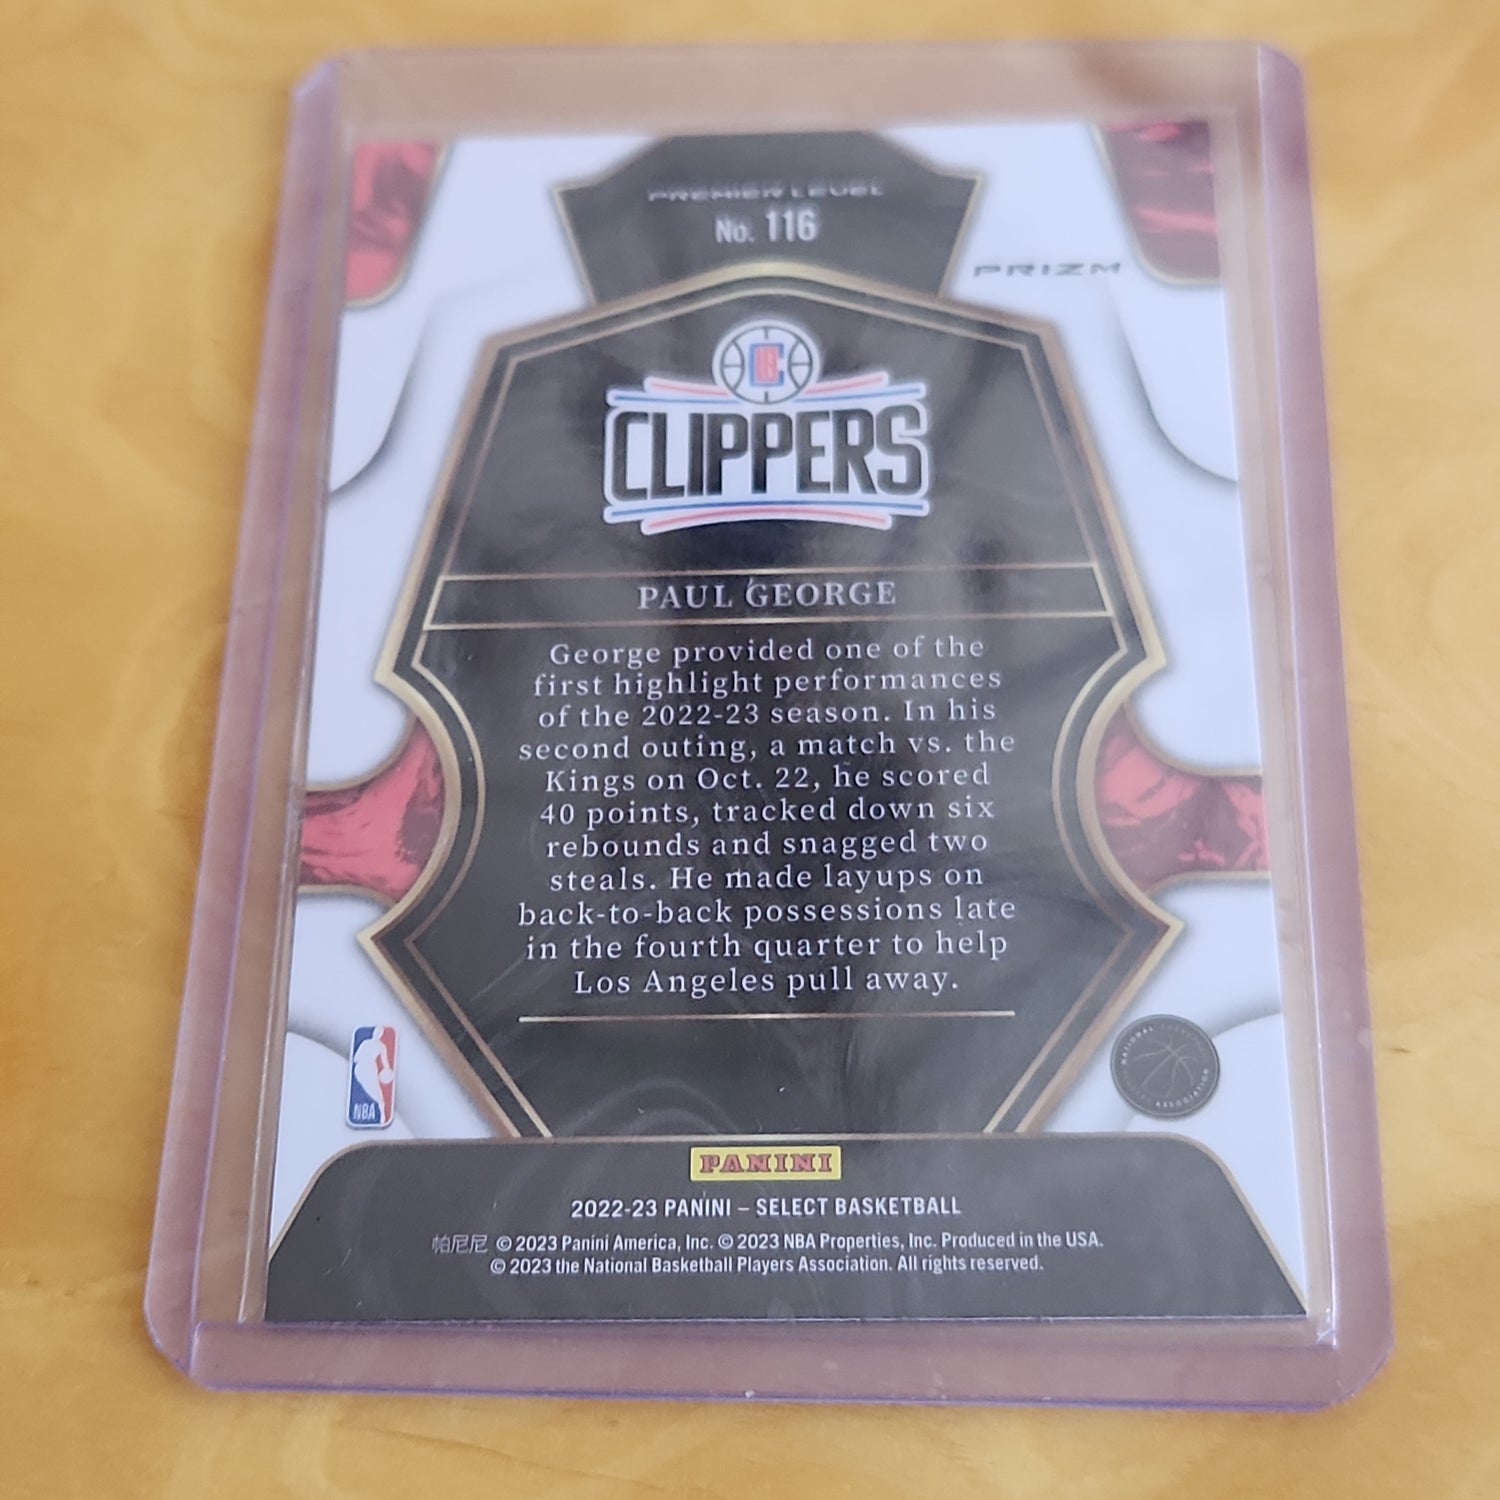 PREMIER LEVEL
No. 116
PRIZM
CLIPPERS
PAUL GEORGE
George provided one of the
first highlight performances
of the 2022-23 season. In his
second outing, a match vs. the
Kings on Oct. 22, he scored
40 points, tracked down six
rebounds and snagged two
steals. He made layups on
back-to-back possessions late
in the fourth quarter to help
Los Angeles pull away.
NBA
NATIONAL BASKETBALL PLAYERS ASSOCIATION
PANINI
2022-23 PANINI – SELECT BASKETBALL
帕尼尼 © 2023 Panini America, Inc. © 2023 NBA Properties, Inc. Produced in the USA.
© 2023 the National Basketball Players Association. All rights reserved.